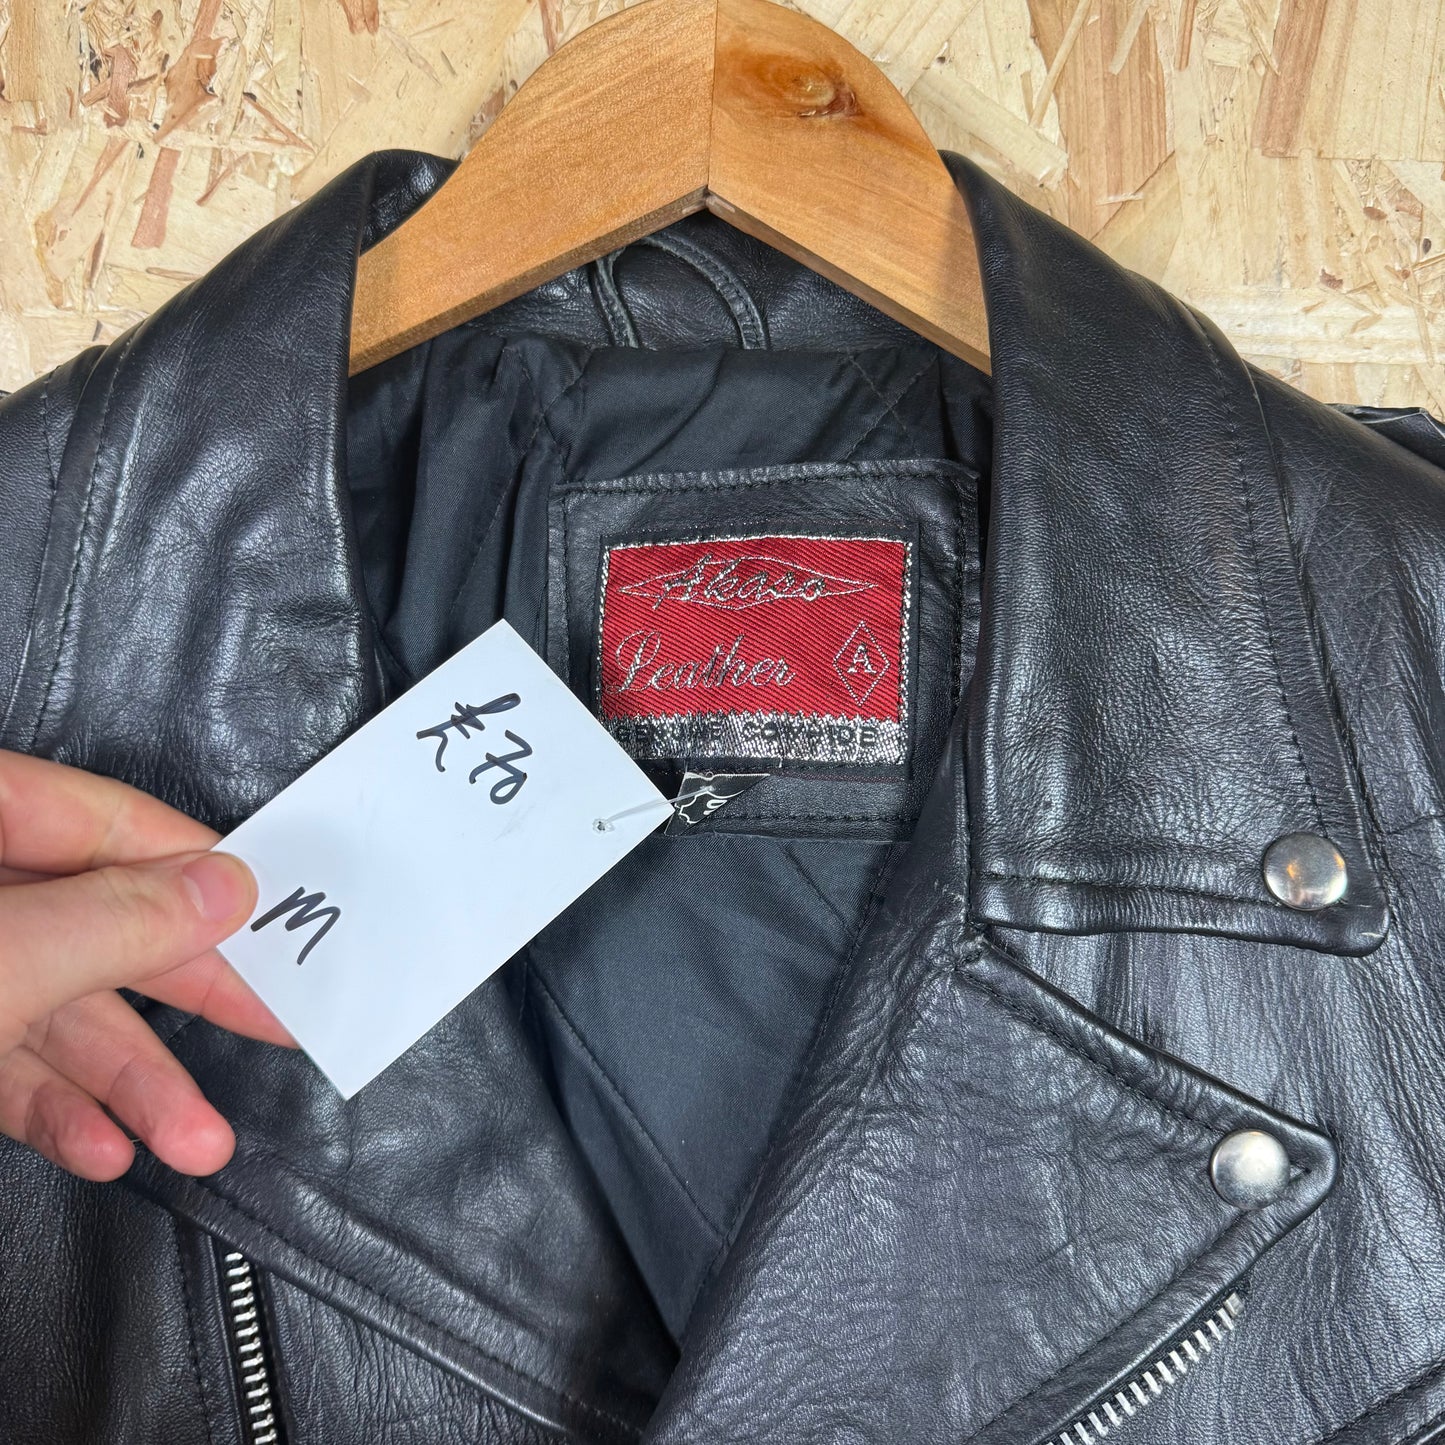 Akaso
Leather
A
GENUINE COWHIDE
£70
M